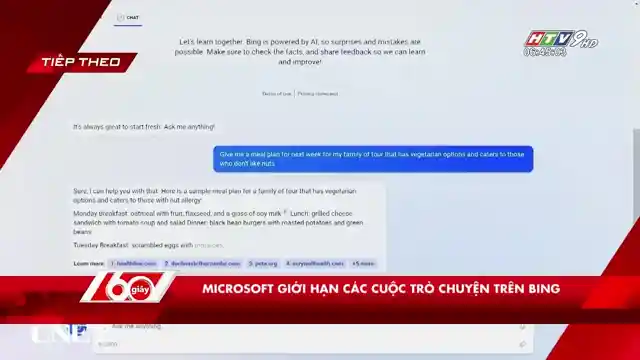 CHAT
Let's learn together. Bing is powered by AI, so surprises and mistakes are
possible. Make sure to check the facts, and share feedback so we can learn
and improve!
TIẾP THEO
HTV9 HD
06:45:03
Terms of use | Privacy statement
It's always great to start fresh. Ask me anything!
Give me a meal plan for next week for my family of four that has vegetarian options and caters to those
who don't like nuts.
Sure, I can help you with that. Here is a sample meal plan for a family of four that has vegetarian
options and caters to those with nut allergy:
Monday Breakfast: oatmeal with fruit, flaxseed, and a glass of soy milk Lunch: grilled cheese
sandwich with tomato soup and salad Dinner: black bean burgers with roasted potatoes and green
beans
Tuesday Breakfast: scrambled eggs with
Learn more: 1. healthline.com 3. peta.org 4. everydayhealth.com +5 more
60 giây
MICROSOFT GIỚI HẠN CÁC CUỘC TRÒ CHUYỆN TRÊN BING
Ask me anything...